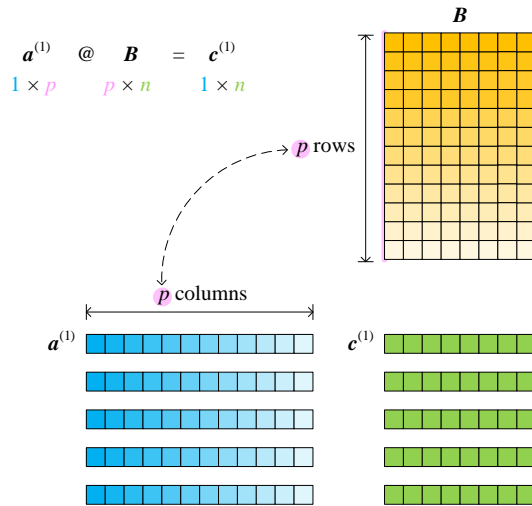 B
a⁽¹⁾ @ B = c⁽¹⁾
1 × p p × n 1 × n
p rows
p columns
a⁽¹⁾ c⁽¹⁾